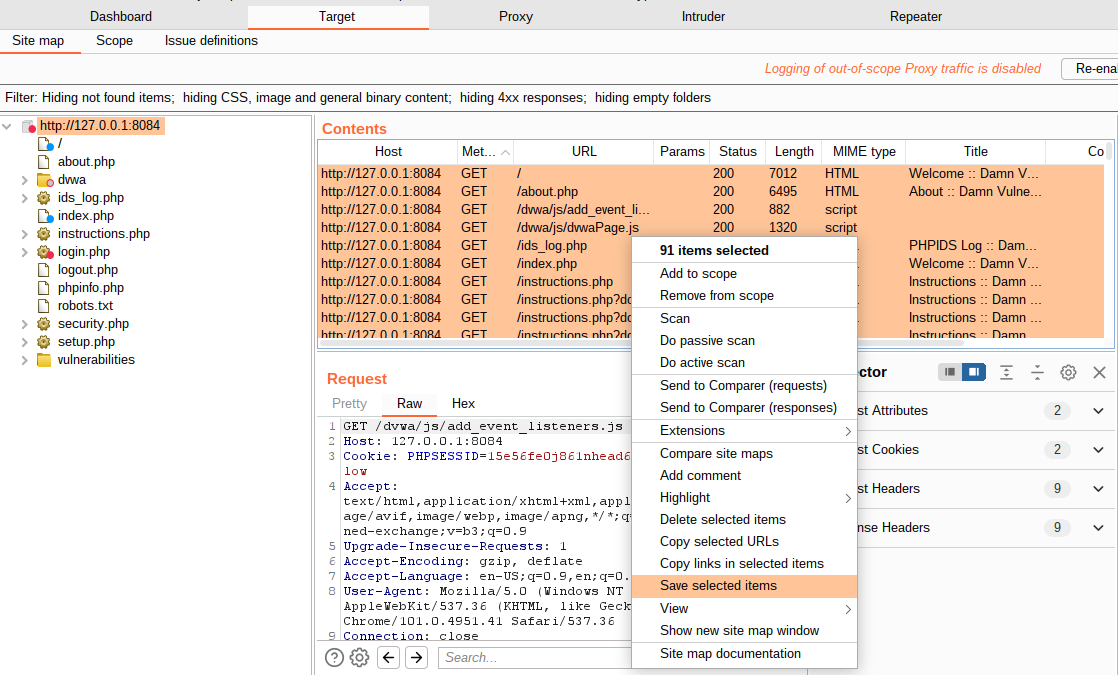 Dashboard Target Proxy Intruder Repeater
Site map Scope Issue definitions
Logging of out-of-scope Proxy traffic is disabled Re-enal
Filter: Hiding not found items; hiding CSS, image and general binary content; hiding 4xx responses; hiding empty folders
http://127.0.0.1:8084
/
about.php
dvwa
ids_log.php
index.php
instructions.php
login.php
logout.php
phpinfo.php
robots.txt
security.php
setup.php
vulnerabilities
Contents
Host Met... URL Params Status Length MIME type Title Co
http://127.0.0.1:8084 GET / 200 7012 HTML Welcome :: Damn V...
http://127.0.0.1:8084 GET /about.php 200 6495 HTML About :: Damn Vulne...
http://127.0.0.1:8084 GET /dvwa/js/add_event_li... 200 882 script
http://127.0.0.1:8084 GET /dvwa/js/dvwaPage.js 200 1320 script
http://127.0.0.1:8084 GET /ids_log.php PHPIDS Log :: Dam...
http://127.0.0.1:8084 GET /index.php Welcome :: Damn V...
http://127.0.0.1:8084 GET /instructions.php Instructions :: Damn ...
http://127.0.0.1:8084 GET /instructions.php?do Instructions :: Damn ...
http://127.0.0.1:8084 GET /instructions.php?do Instructions :: Damn ...
http://127.0.0.1:8084 GET /instructions.php?do Instructions :: Damn
91 items selected
Add to scope
Remove from scope
Scan
Do passive scan
Do active scan
Send to Comparer (requests)
Send to Comparer (responses)
Extensions
Compare site maps
Add comment
Highlight
Delete selected items
Copy selected URLs
Copy links in selected items
Save selected items
View
Show new site map window
Site map documentation
Request
Pretty Raw Hex
1 GET /dvwa/js/add_event_listeners.js
2 Host: 127.0.0.1:8084
3 Cookie: PHPSESSID=15e56fe0j861nhead6
low
4 Accept:
text/html,application/xhtml+xml,appl
age/avif,image/webp,image/apng,*/*;q
ned-exchange;v=b3;q=0.9
5 Upgrade-Insecure-Requests: 1
6 Accept-Encoding: gzip, deflate
7 Accept-Language: en-US;q=0.9,en;q=0.
8 User-Agent: Mozilla/5.0 (Windows NT
AppleWebKit/537.36 (KHTML, like Geck
Chrome/101.0.4951.41 Safari/537.36
9 Connection: close
Search...
ctor
st Attributes 2
st Cookies 2
st Headers 9
nse Headers 9